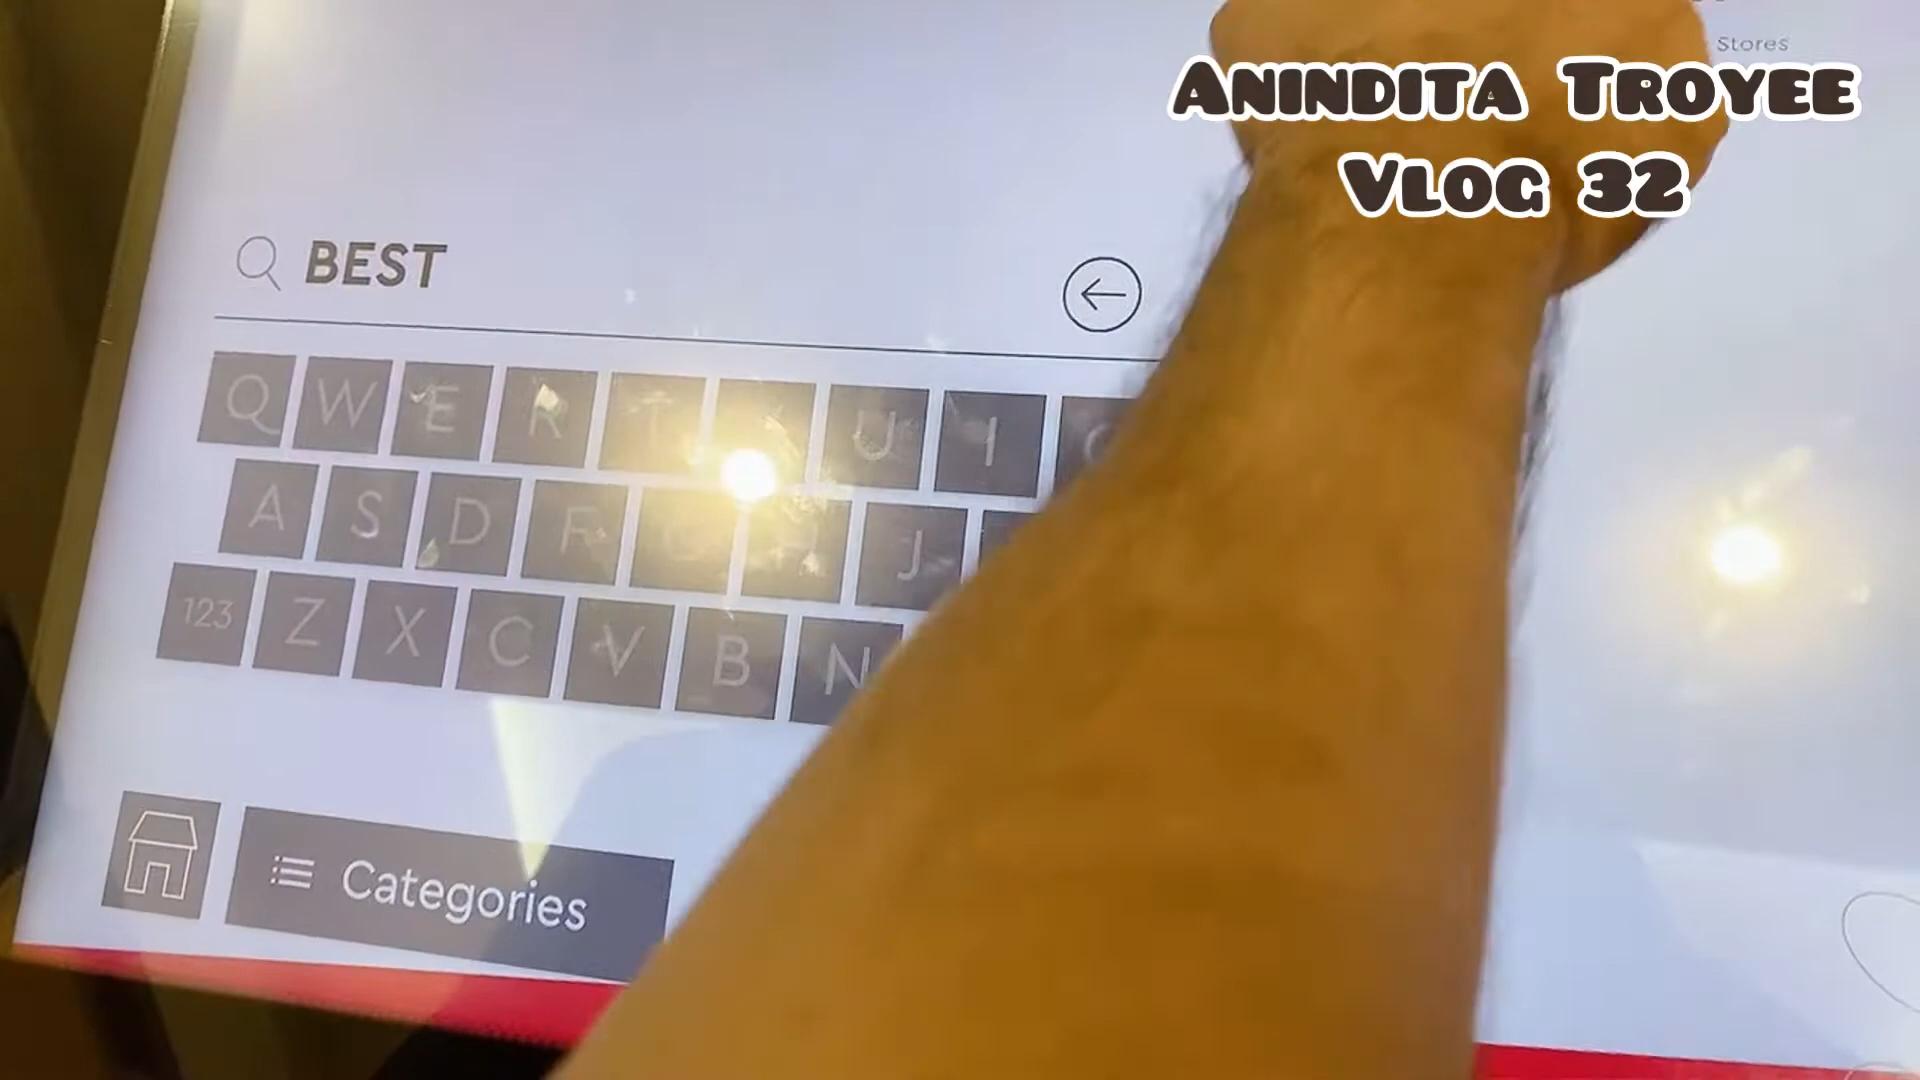 Stores
ANINDITA TROYEE
VLOG 32
BEST
Q W E R T U I
A S D F G H J
123 Z X C V B N
Categories